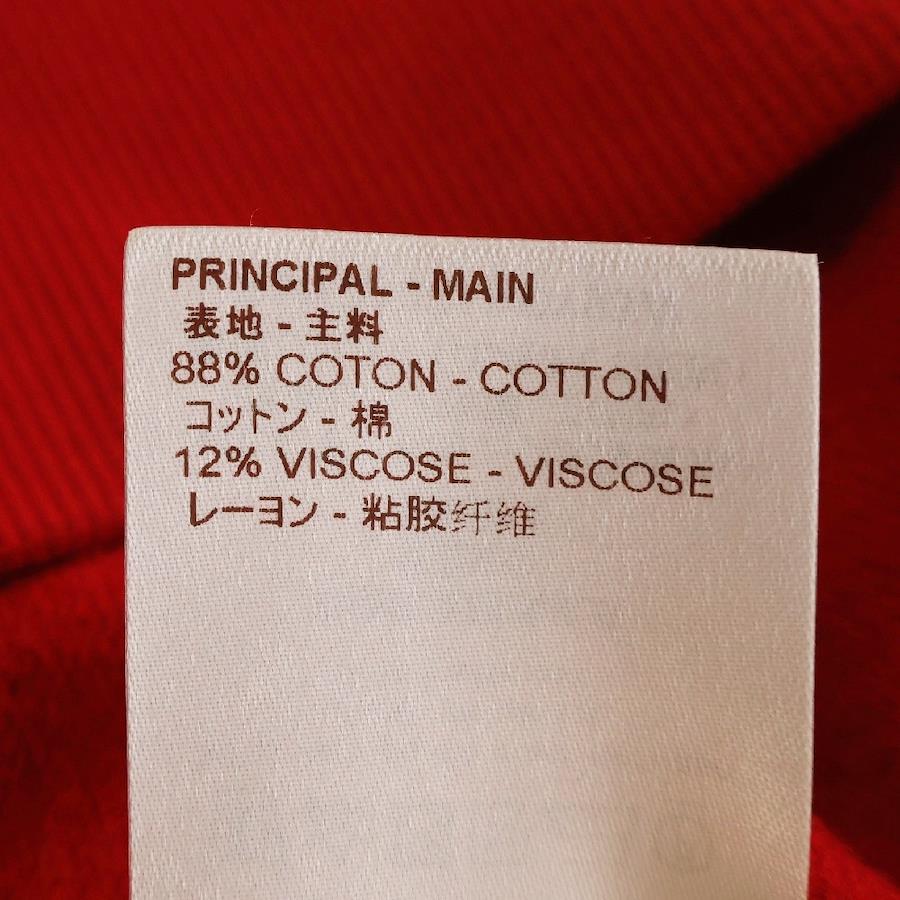 PRINCIPAL - MAIN
表地 - 主料
88% COTON - COTTON
コットン - 棉
12% VISCOSE - VISCOSE
レーヨン - 粘胶纤维